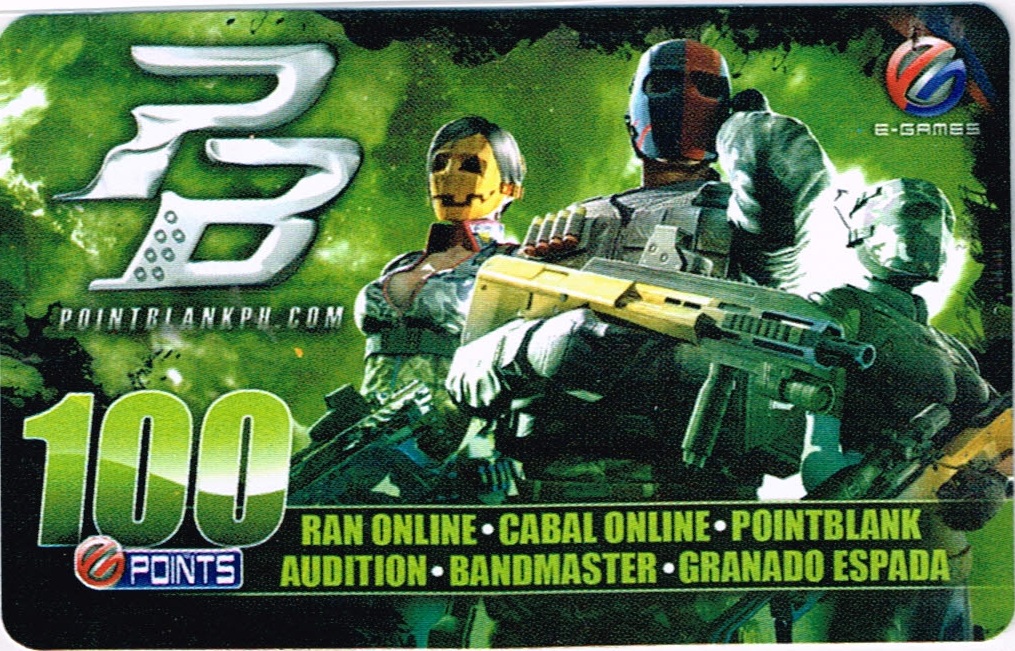 PB
POINTBLANKPH.COM
E-GAMES
100
POINTS
RAN ONLINE • CABAL ONLINE • POINTBLANK
AUDITION • BANDMASTER • GRANADO ESPADA